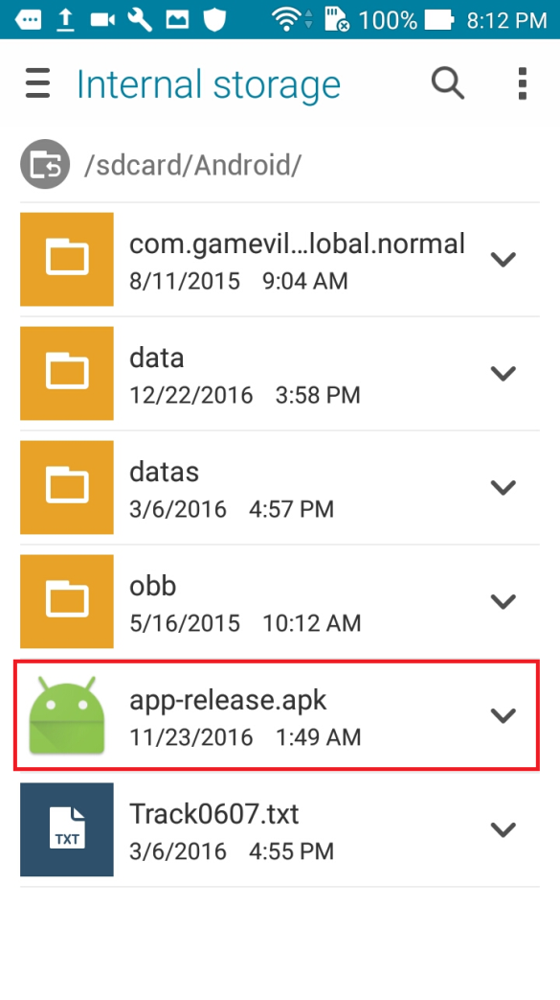 100% 8:12 PM
Internal storage
/sdcard/Android/
com.gamevil...lobal.normal
8/11/2015 9:04 AM
data
12/22/2016 3:58 PM
datas
3/6/2016 4:57 PM
obb
5/16/2015 10:12 AM
app-release.apk
11/23/2016 1:49 AM
TXT
Track0607.txt
3/6/2016 4:55 PM